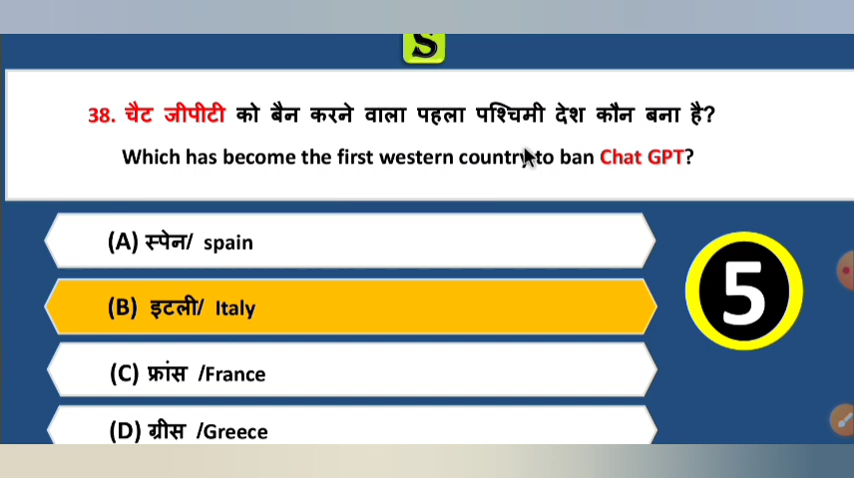 S
38. चैट जीपीटी को बैन करने वाला पहला पश्चिमी देश कौन बना है?
Which has become the first western country to ban Chat GPT?
(A) स्पेन/ spain
(B) इटली/ Italy
5
(C) फ्रांस /France
(D) ग्रीस /Greece